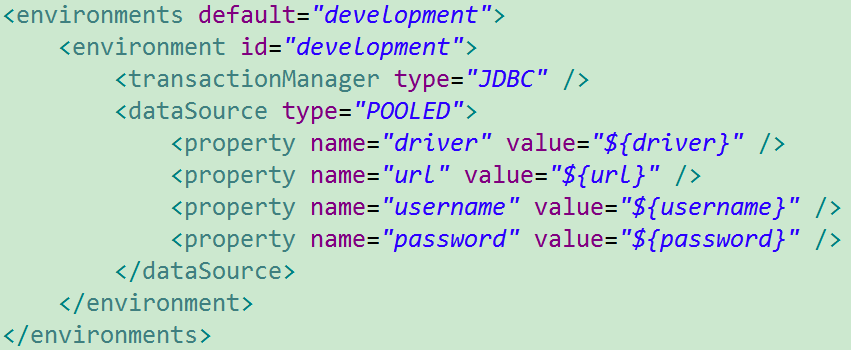 <environments default="development">
    <environment id="development">
        <transactionManager type="JDBC" />
        <dataSource type="POOLED">
            <property name="driver" value="${driver}" />
            <property name="url" value="${url}" />
            <property name="username" value="${username}" />
            <property name="password" value="${password}" />
        </dataSource>
    </environment>
</environments>